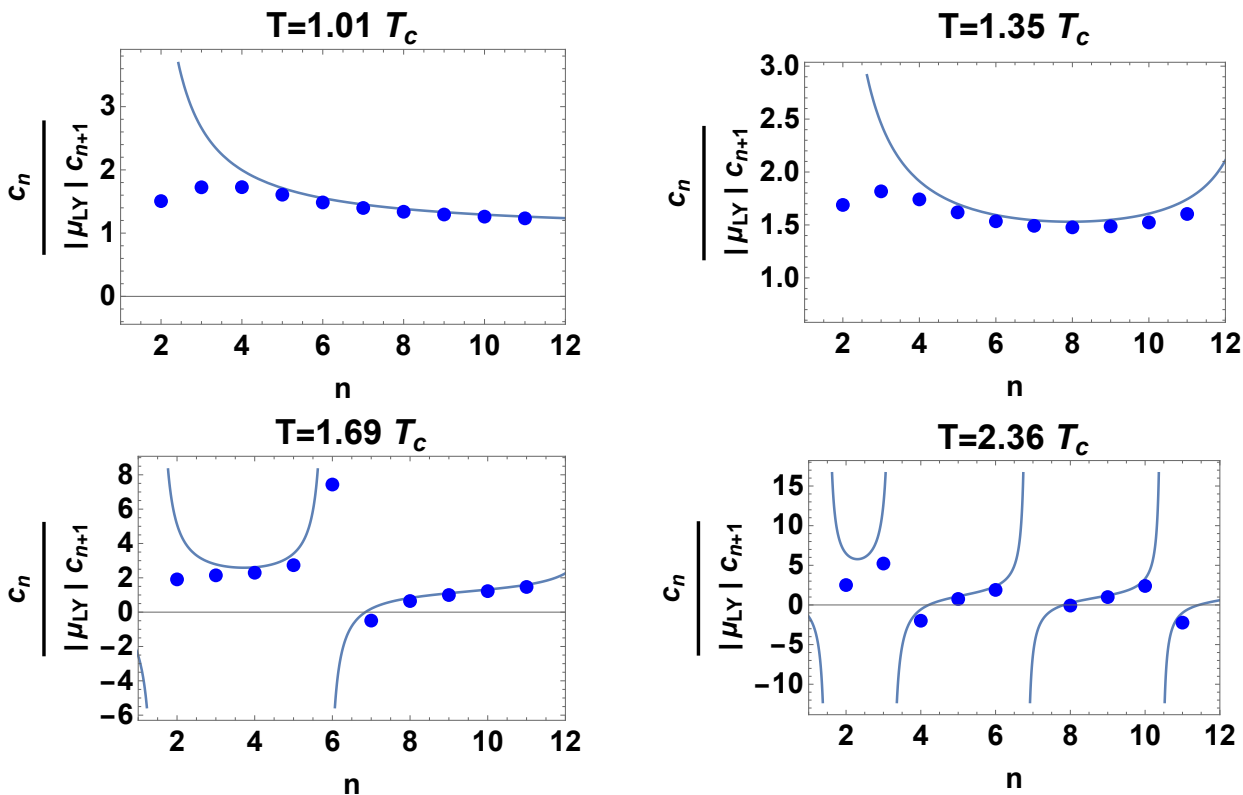 T=1.01 T_c
c_n
| μ_LY | c_{n+1}
3
2
1
0
2 4 6 8 10 12
n
T=1.35 T_c
c_n
| μ_LY | c_{n+1}
3.0
2.5
2.0
1.5
1.0
2 4 6 8 10 12
n
T=1.69 T_c
c_n
| μ_LY | c_{n+1}
8
6
4
2
0
−2
−4
−6
2 4 6 8 10 12
n
T=2.36 T_c
c_n
| μ_LY | c_{n+1}
15
10
5
0
−5
−10
2 4 6 8 10 12
n